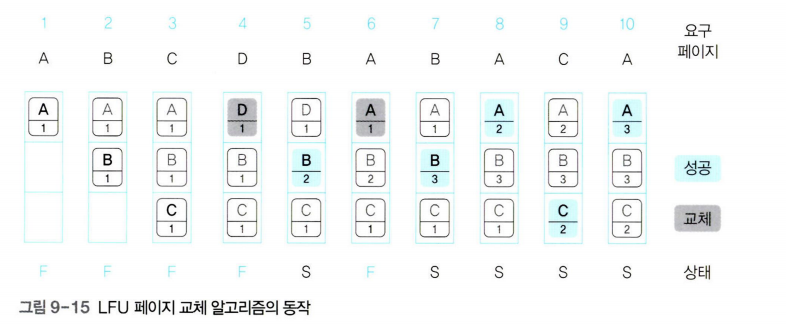 1 2 3 4 5 6 7 8 9 10 요구
A B C D B A B A C A 페이지
A A A D D A A A A A
1 1 1 1 1 1 1 2 2 3
B B B B B B B B B
1 1 1 2 2 3 3 3 3 성공
C C C C C C C C
1 1 1 1 1 1 2 2 교체
F F F F S F S S S S 상태
그림 9-15 LFU 페이지 교체 알고리즘의 동작